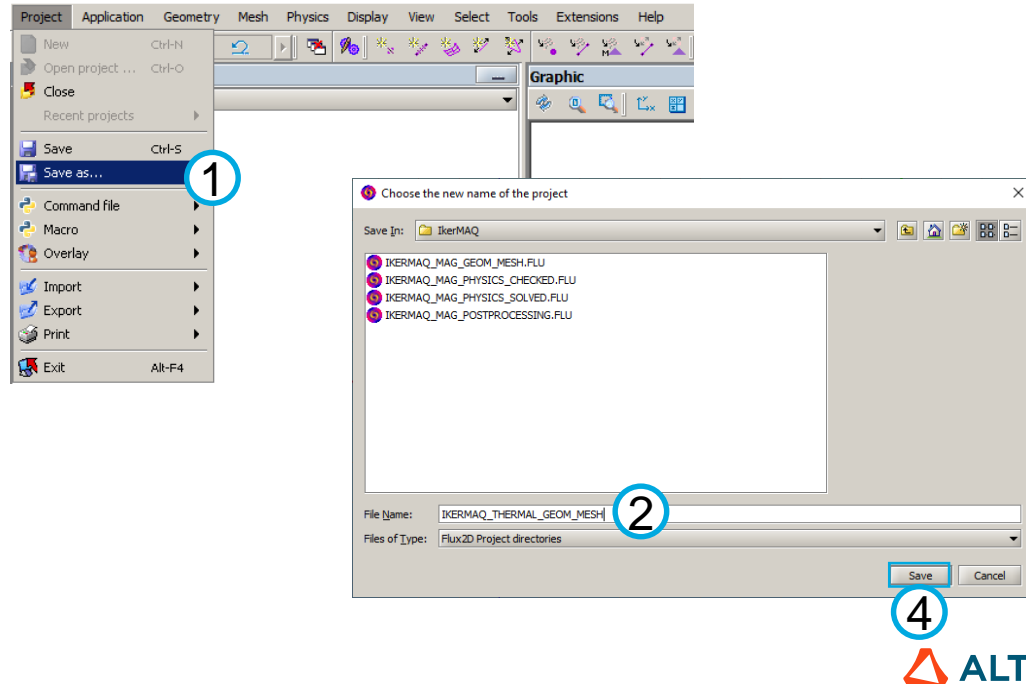 Project Application Geometry Mesh Physics Display View Select Tools Extensions Help
New Ctrl-N
Open project ... Ctrl-O
Close
Recent projects
Save Ctrl-S
Save as...
Command file
Macro
Overlay
Import
Export
Print
Exit Alt-F4
Graphic
1
Choose the new name of the project
Save In: IkerMAQ
IKERMAQ_MAG_GEOM_MESH.FLU
IKERMAQ_MAG_PHYSICS_CHECKED.FLU
IKERMAQ_MAG_PHYSICS_SOLVED.FLU
IKERMAQ_MAG_POSTPROCESSING.FLU
File Name: IKERMAQ_THERMAL_GEOM_MESH
2
Files of Type: Flux2D Project directories
Save Cancel
4
ALT